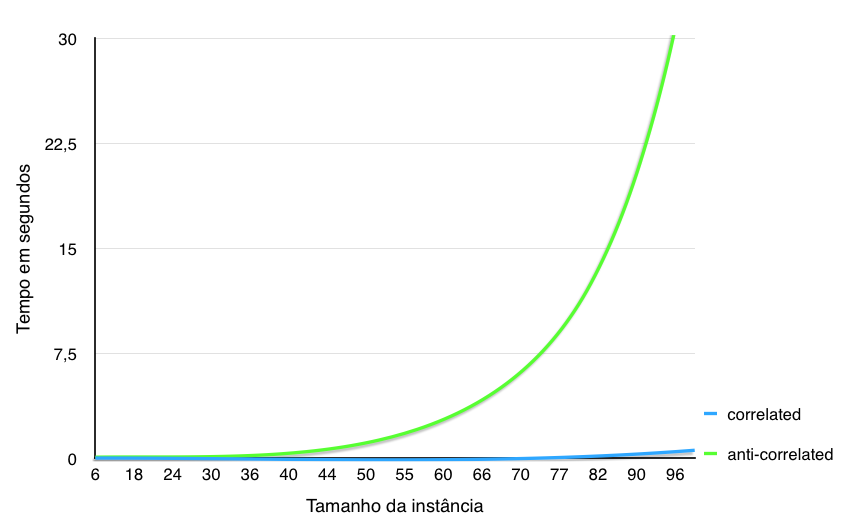 30
22,5
15
7,5
0
Tempo em segundos
6 18 24 30 36 40 44 50 55 60 66 70 77 82 90 96
Tamanho da instância
correlated
anti-correlated